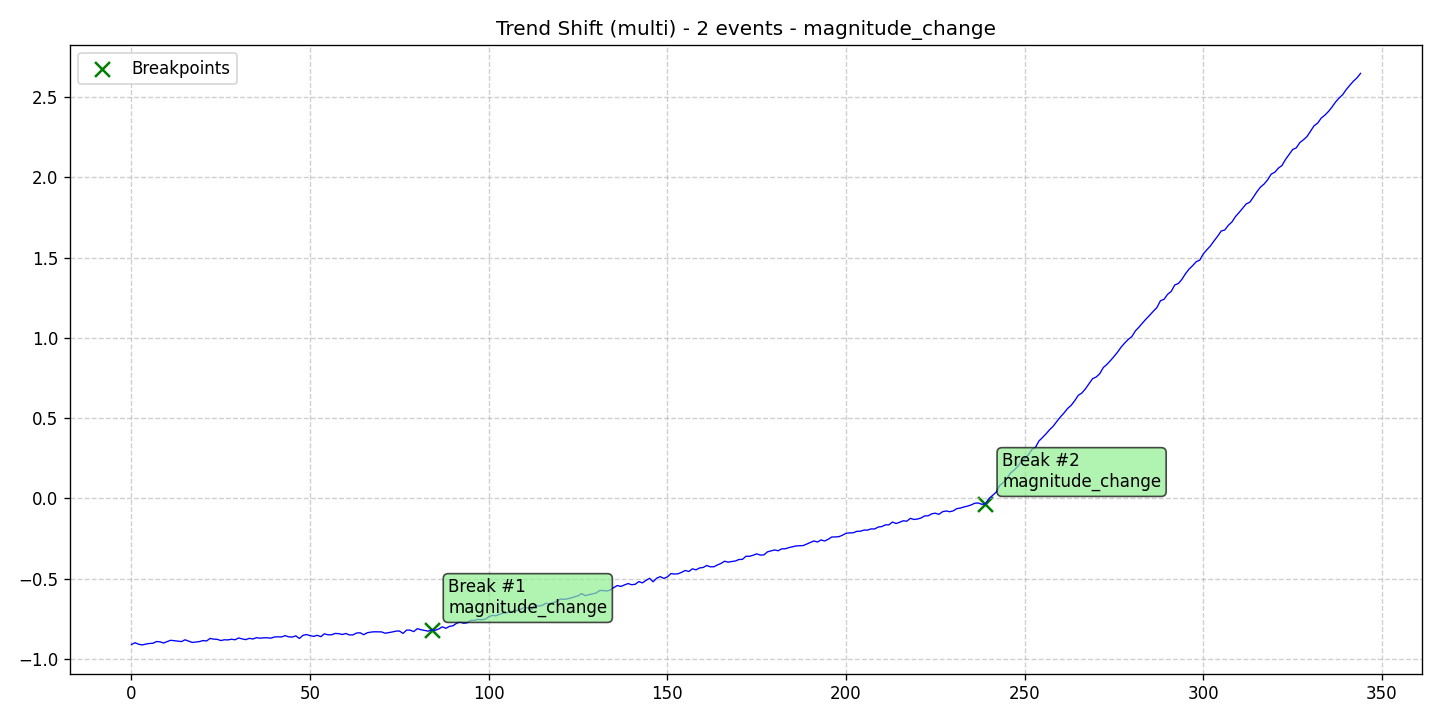 Trend Shift (multi) - 2 events - magnitude_change
Breakpoints
2.5
2.0
1.5
1.0
0.5
0.0
−0.5
−1.0
Break #2
magnitude_change
Break #1
magnitude_change
0 50 100 150 200 250 300 350